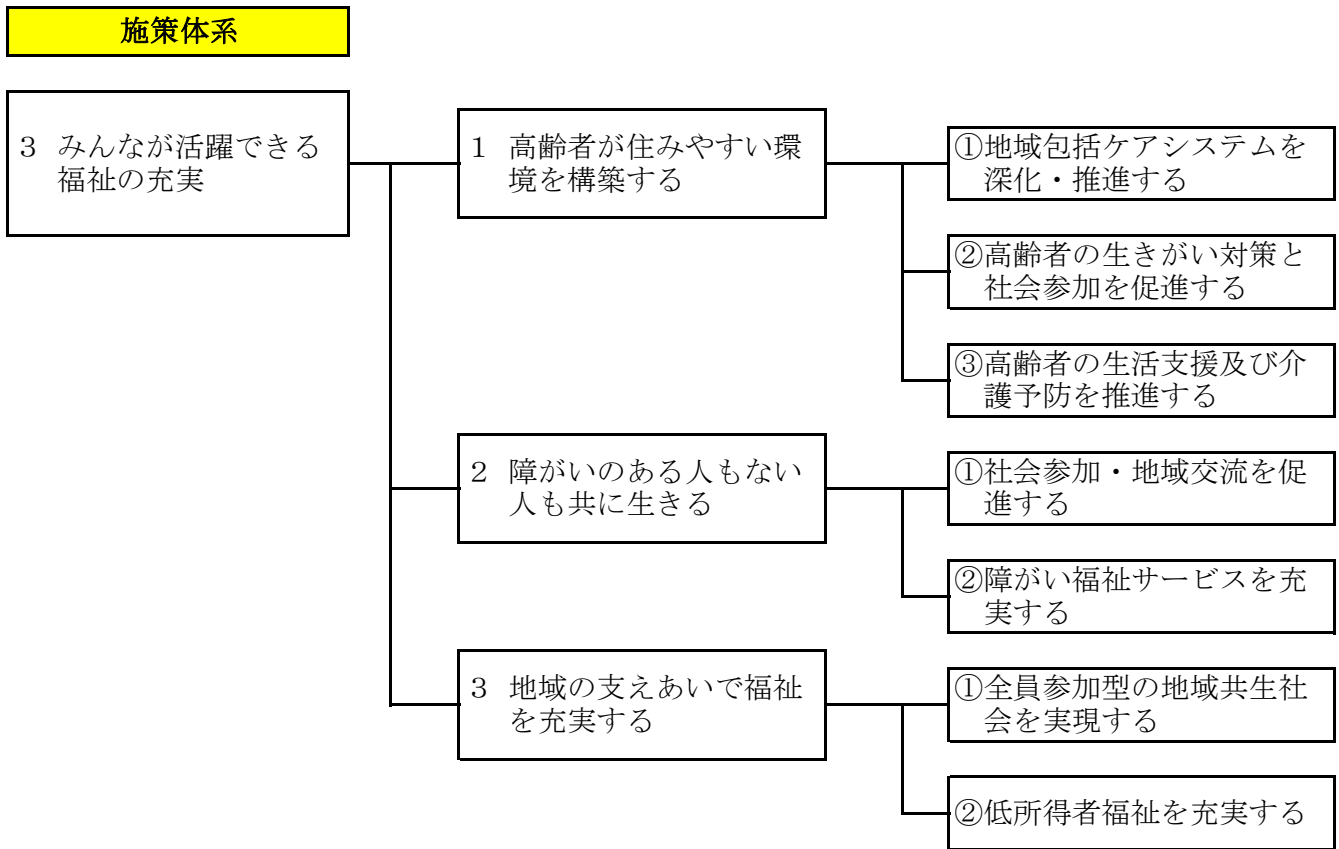 施策体系
3 みんなが活躍できる
福祉の充実
1 高齢者が住みやすい環
境を構築する
①地域包括ケアシステムを
深化・推進する
②高齢者の生きがい対策と
社会参加を促進する
③高齢者の生活支援及び介
護予防を推進する
2 障がいのある人もない
人も共に生きる
①社会参加・地域交流を促
進する
②障がい福祉サービスを充
実する
3 地域の支えあいで福祉
を充実する
①全員参加型の地域共生社
会を実現する
②低所得者福祉を充実する